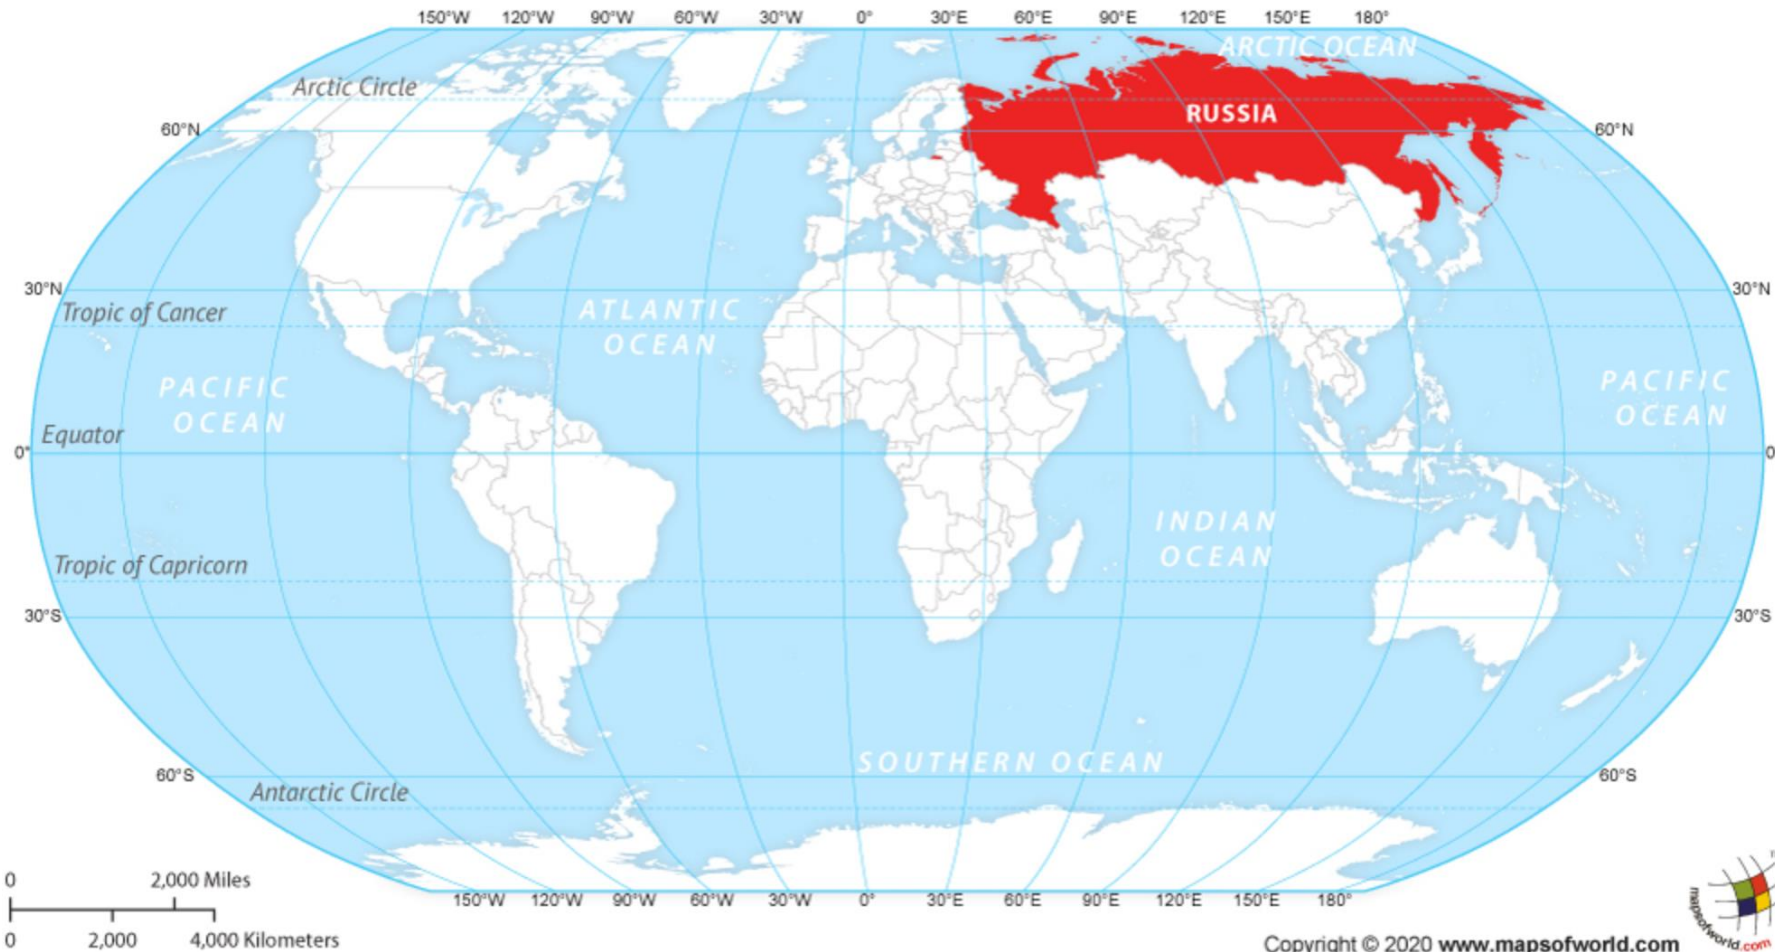 150°W 120°W 90°W 60°W 30°W 0° 30°E 60°E 90°E 120°E 150°E 180°
ARCTIC OCEAN
Arctic Circle
RUSSIA
60°N 60°N
30°N 30°N
Tropic of Cancer
ATLANTIC
OCEAN
PACIFIC
OCEAN
PACIFIC
OCEAN
Equator
0° 0
INDIAN
OCEAN
Tropic of Capricorn
30°S 30°S
SOUTHERN OCEAN
60°S 60°S
Antarctic Circle
0 2,000 Miles
0 2,000 4,000 Kilometers
150°W 120°W 90°W 60°W 30°W 0° 30°E 60°E 90°E 120°E 150°E 180°
mapsofworld.com
Copyright © 2020 www.mapsofworld.com